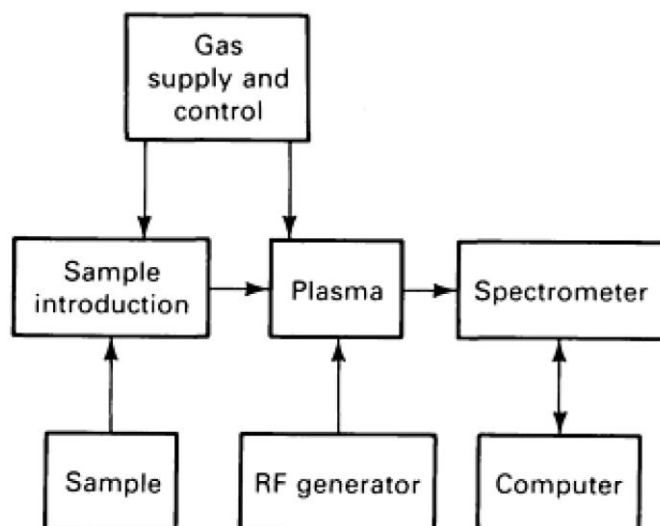 Gas
supply and
control
Sample
introduction
Plasma
Spectrometer
Sample
RF generator
Computer